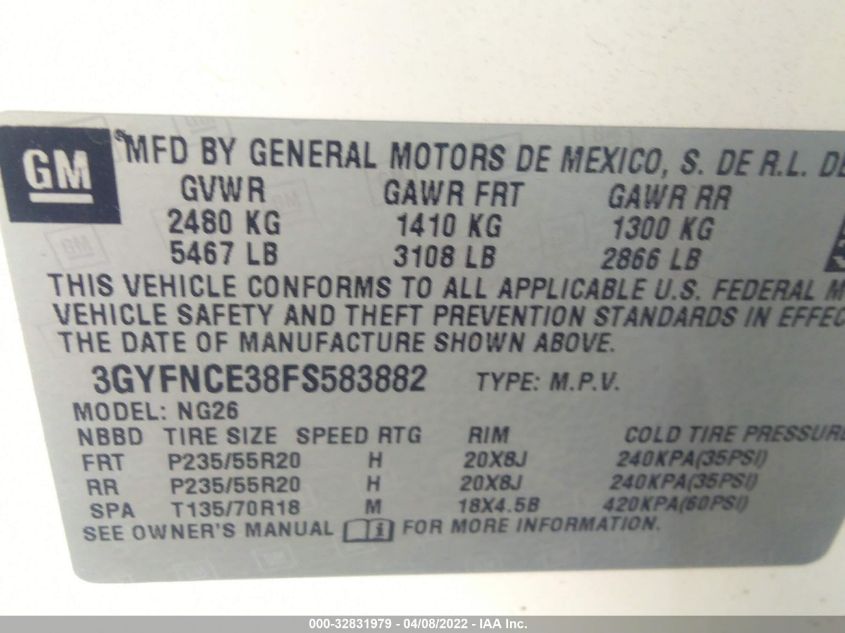 GM
MFD BY GENERAL MOTORS DE MEXICO, S. DE R.L. DE
GVWR GAWR FRT GAWR RR
2480 KG 1410 KG 1300 KG
5467 LB 3108 LB 2866 LB
THIS VEHICLE CONFORMS TO ALL APPLICABLE U.S. FEDERAL M
VEHICLE SAFETY AND THEFT PREVENTION STANDARDS IN EFFEC
THE DATE OF MANUFACTURE SHOWN ABOVE.
3GYFNCE38FS583882 TYPE: M.P.V.
MODEL: NG26
NBBD TIRE SIZE SPEED RTG RIM COLD TIRE PRESSURE
FRT P235/55R20 H 20X8J 240KPA(35PSI)
RR P235/55R20 H 20X8J 240KPA(35PSI)
SPA T135/70R18 M 18X4.5B 420KPA(60PSI)
SEE OWNER'S MANUAL i FOR MORE INFORMATION.
000-32831979 - 04/08/2022 - IAA Inc.